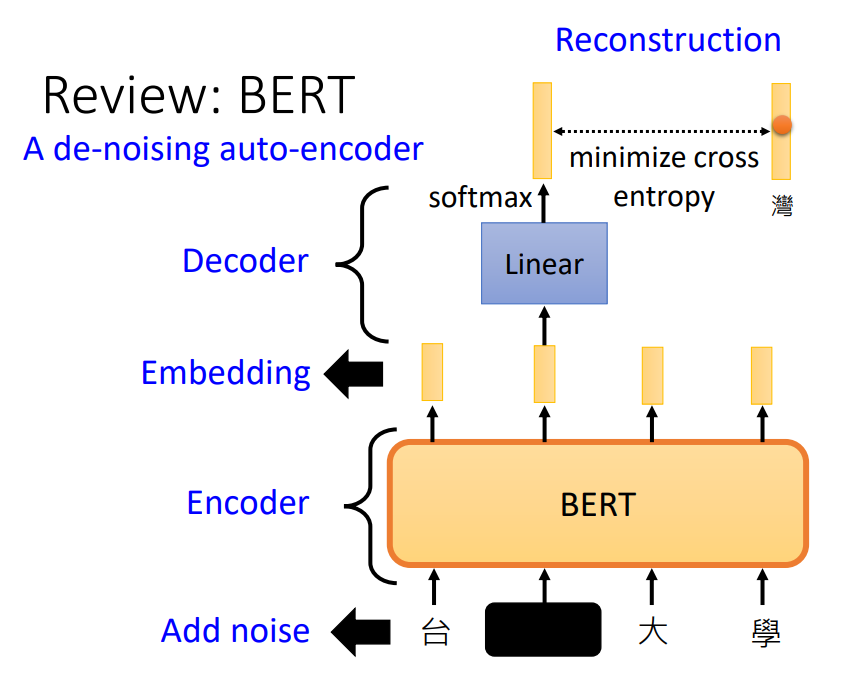 Reconstruction
Review: BERT
A de-noising auto-encoder
minimize cross
entropy
softmax
灣
Decoder
Linear
Embedding
Encoder
BERT
Add noise
台 大 學